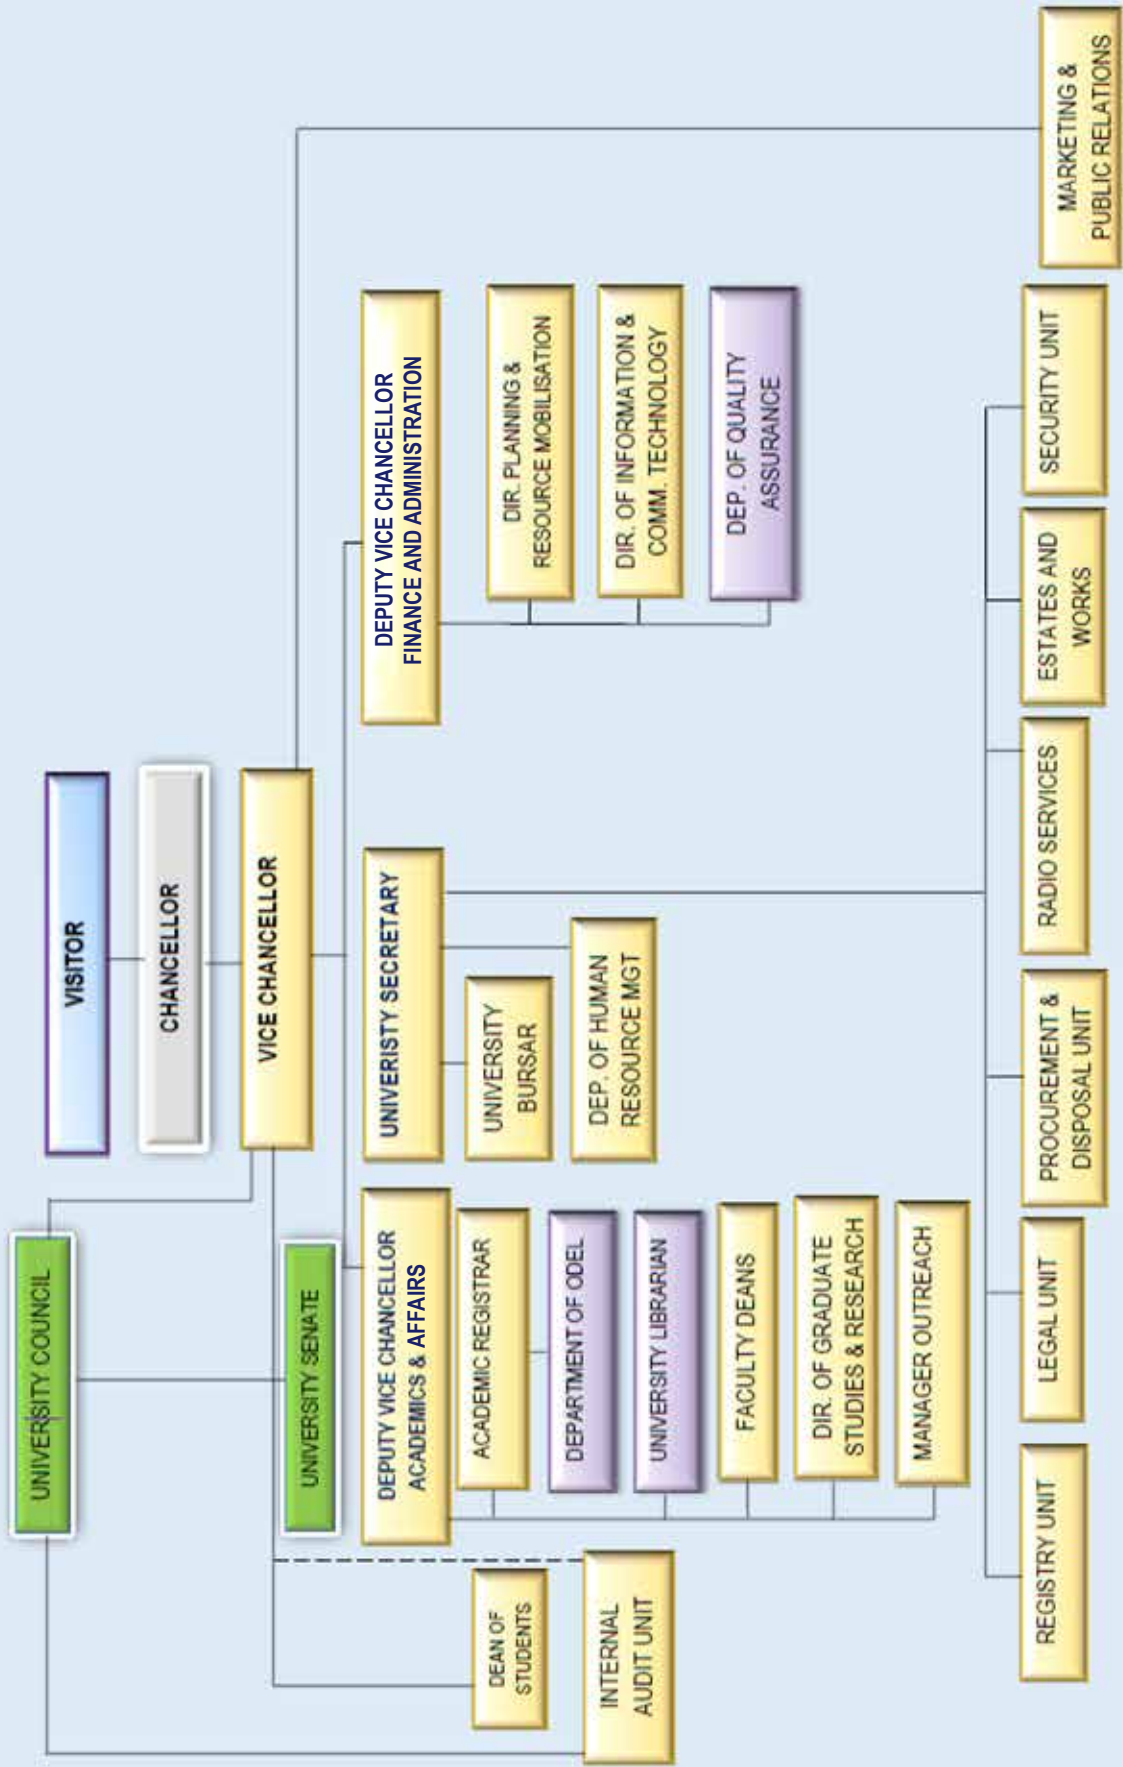 VISITOR
UNIVERSITY COUNCIL
CHANCELLOR
VICE CHANCELLOR
UNIVERSITY SENATE
DEPUTY VICE CHANCELLOR
ACADEMICS & AFFAIRS
UNIVERISTY SECRETARY
DEPUTY VICE CHANCELLOR
FINANCE AND ADMINISTRATION
DEAN OF
STUDENTS
INTERNAL
AUDIT UNIT
ACADEMIC REGISTRAR
DEPARTMENT OF ODEL
UNIVERSITY LIBRARIAN
FACULTY DEANS
DIR. OF GRADUATE
STUDIES & RESEARCH
MANAGER OUTREACH
UNIVERSITY
BURSAR
DEP. OF HUMAN
RESOURCE MGT
DIR. PLANNING &
RESOURCE MOBILISATION
DIR. OF INFORMATION &
COMM. TECHNOLOGY
DEP. OF QUALITY
ASSURANCE
REGISTRY UNIT
LEGAL UNIT
PROCUREMENT &
DISPOSAL UNIT
RADIO SERVICES
ESTATES AND
WORKS
SECURITY UNIT
MARKETING &
PUBLIC RELATIONS